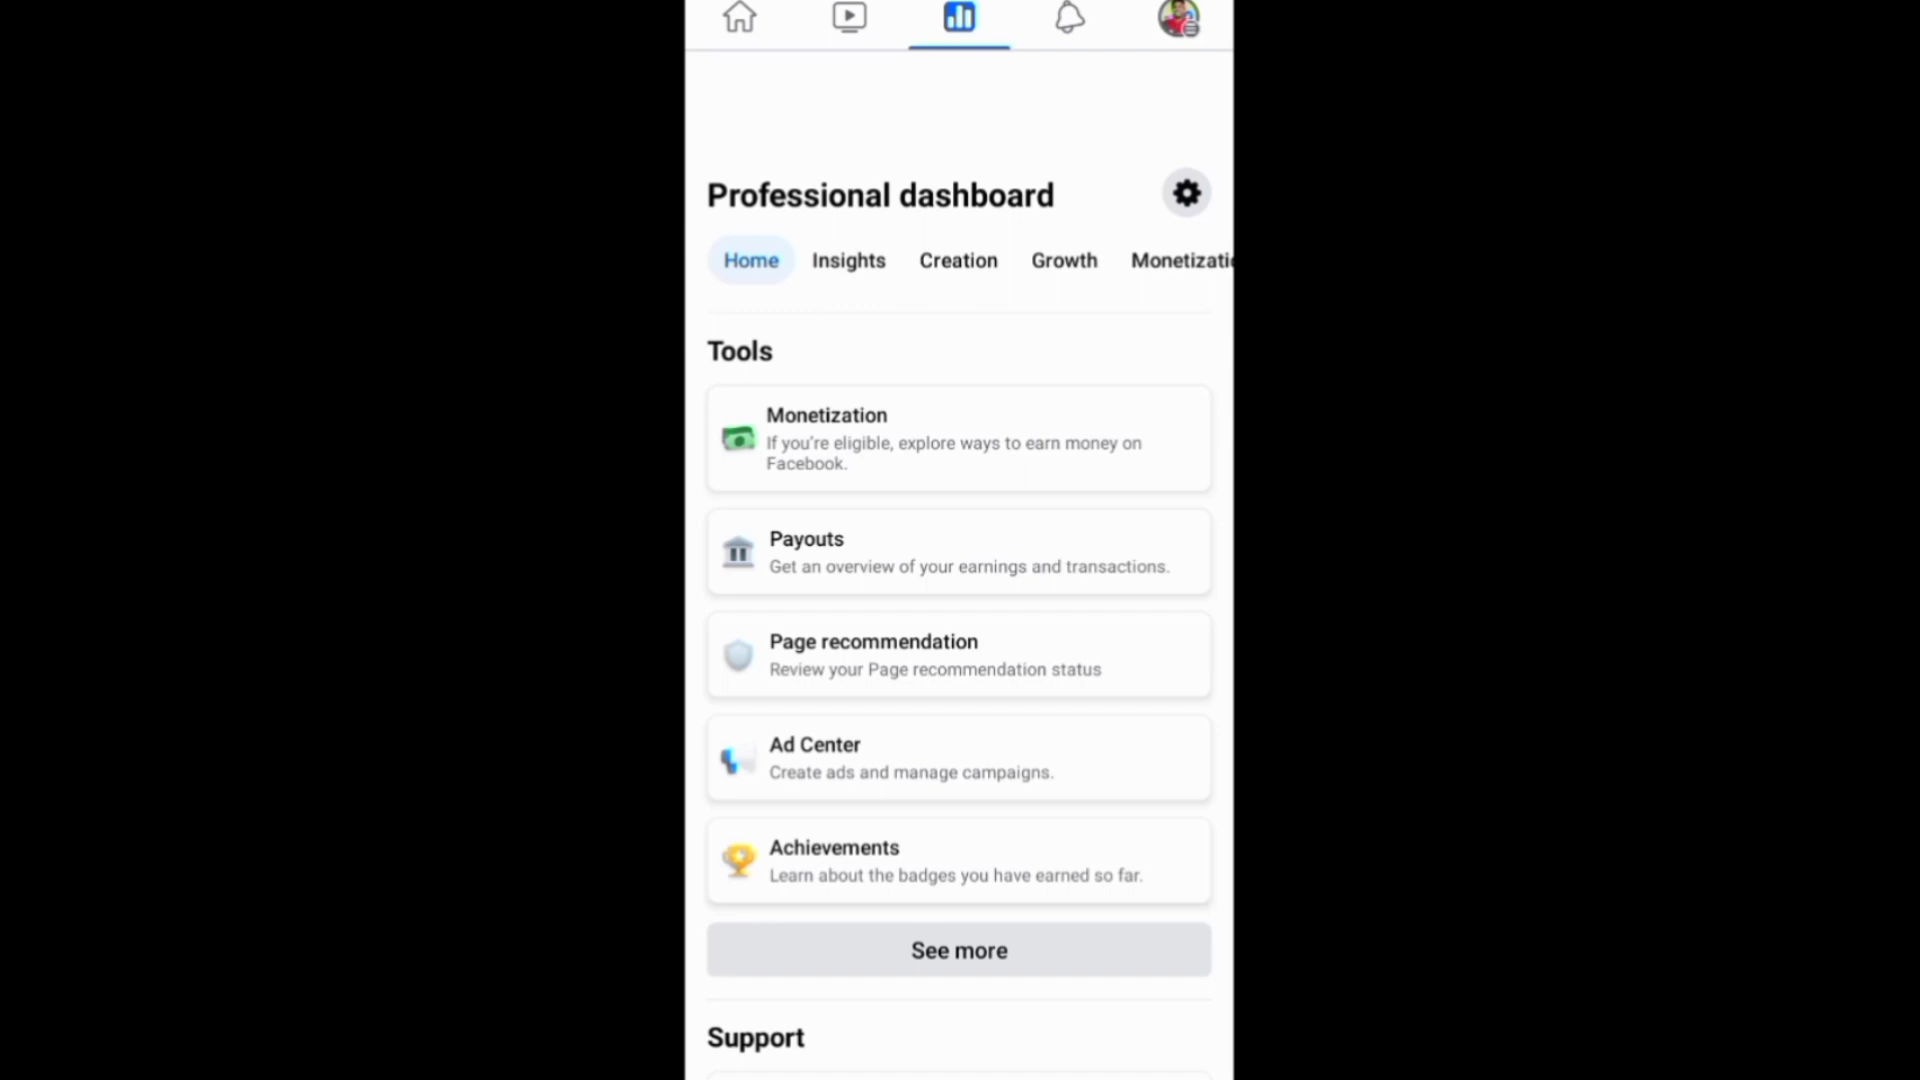 Professional dashboard
Home Insights Creation Growth Monetizatio
Tools
Monetization
If you're eligible, explore ways to earn money on
Facebook.
Payouts
Get an overview of your earnings and transactions.
Page recommendation
Review your Page recommendation status
Ad Center
Create ads and manage campaigns.
Achievements
Learn about the badges you have earned so far.
See more
Support